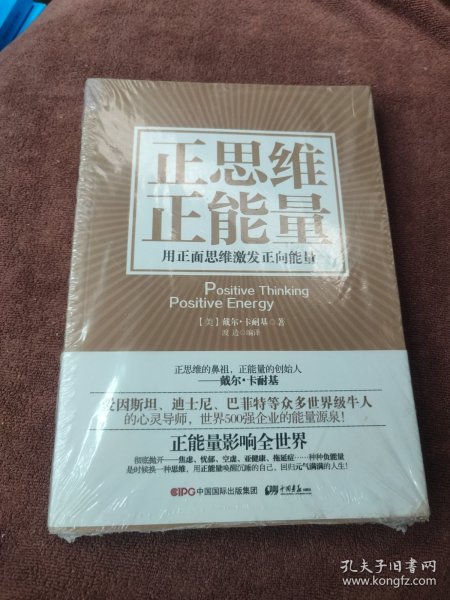 正思维
正能量
用正面思维激发正向能量
Positive Thinking
Positive Energy
【美】戴尔·卡耐基◎著
正思维的鼻祖，正能量的创始人
——戴尔·卡耐基
爱因斯坦、迪士尼、巴菲特等众多世界级牛人
的心灵导师，世界500强企业的能量源泉！
正能量影响全世界
彻底抛开——焦虑、忧郁、空虚、亚健康、拖延症……种种负能量
是时候换一种思维，用正能量唤醒沉睡的自己，回归元气满满的人生！
CIPG 中国国际出版集团
中国画报出版社
孔夫子旧书网
www.kongfz.com